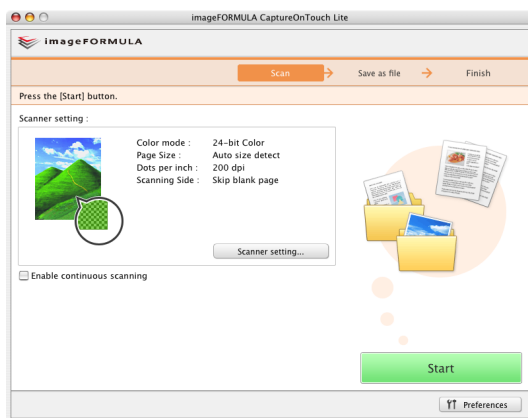 imageFORMULA CaptureOnTouch Lite
imageFORMULA
Scan Save as file Finish
Press the [Start] button.
Scanner setting :
Color mode : 24-bit Color
Page Size : Auto size detect
Dots per inch : 200 dpi
Scanning Side : Skip blank page
Scanner setting...
Enable continuous scanning
Start
Preferences